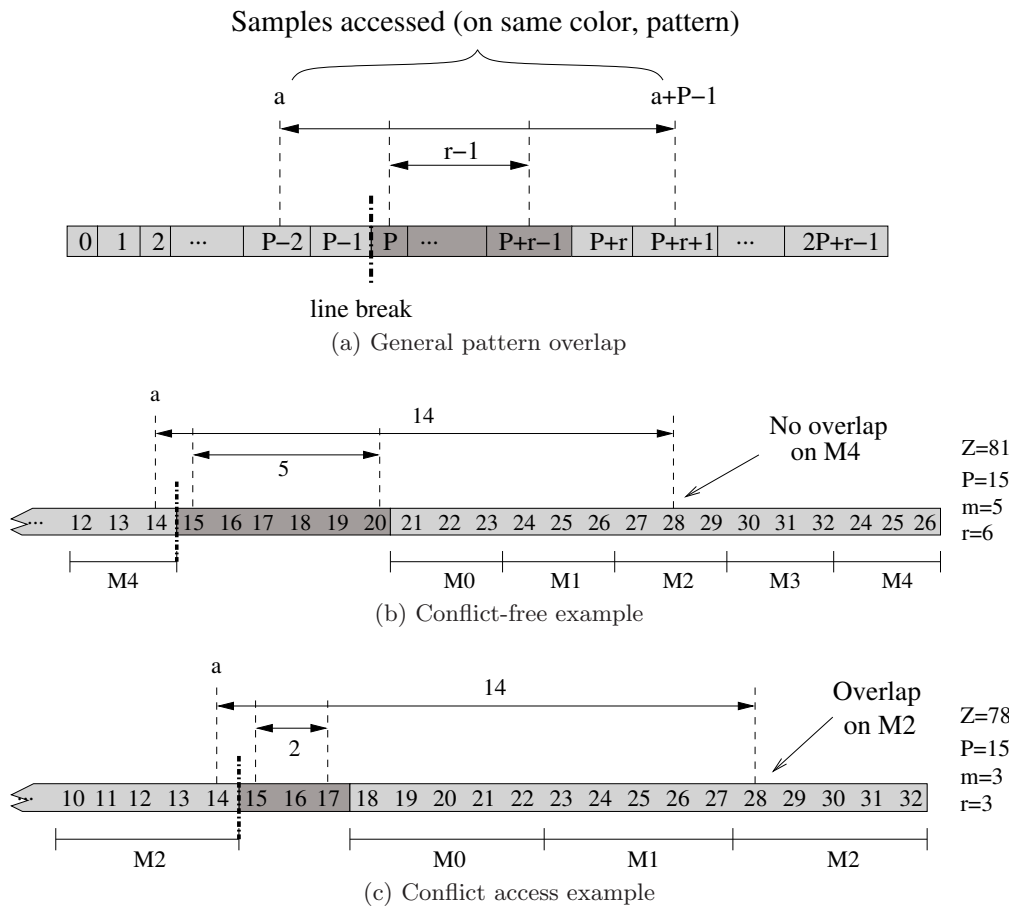 Samples accessed (on same color, pattern)
a
a+P−1
r−1
0 1 2 ... P−2 P−1 P ... P+r−1 P+r P+r+1 ... 2P+r−1
line break
(a) General pattern overlap
a
14
No overlap
on M4
5
Z=81
P=15
m=5
r=6
... 12 13 14 15 16 17 18 19 20 21 22 23 24 25 26 27 28 29 30 31 32 24 25 26
M4 M0 M1 M2 M3 M4
(b) Conflict-free example
a
14
Overlap
on M2
2
Z=78
P=15
m=3
r=3
... 10 11 12 13 14 15 16 17 18 19 20 21 22 23 24 25 26 27 28 29 30 31 32
M2 M0 M1 M2
(c) Conflict access example